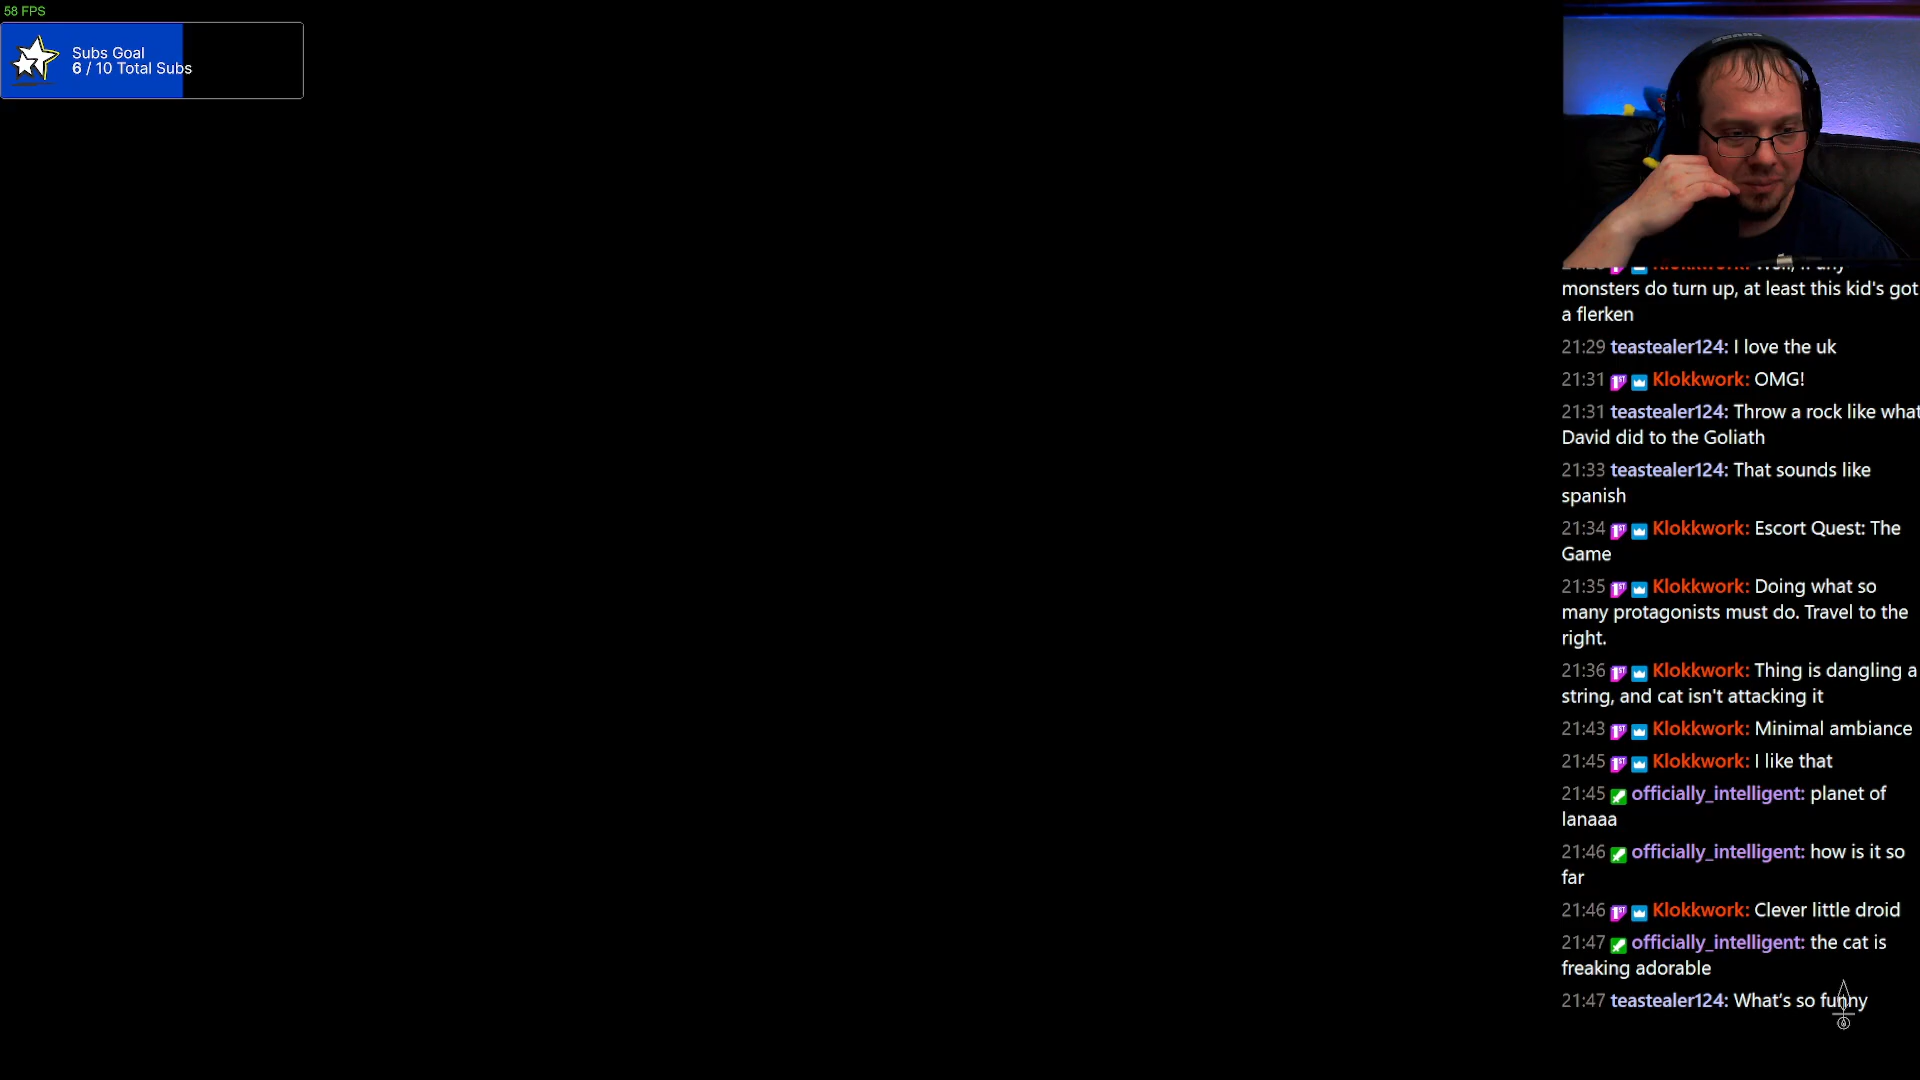 58 FPS
Subs Goal
6 / 10 Total Subs
Klokkwork: Well, if any
monsters do turn up, at least this kid's got
a flerken
21:29 teastealer124: I love the uk
21:31 Klokkwork: OMG!
21:31 teastealer124: Throw a rock like what
David did to the Goliath
21:33 teastealer124: That sounds like
spanish
21:34 Klokkwork: Escort Quest: The
Game
21:35 Klokkwork: Doing what so
many protagonists must do. Travel to the
right.
21:36 Klokkwork: Thing is dangling a
string, and cat isn't attacking it
21:43 Klokkwork: Minimal ambiance
21:45 Klokkwork: I like that
21:45 officially_intelligent: planet of
lanaaa
21:46 officially_intelligent: how is it so
far
21:46 Klokkwork: Clever little droid
21:47 officially_intelligent: the cat is
freaking adorable
21:47 teastealer124: What's so funny